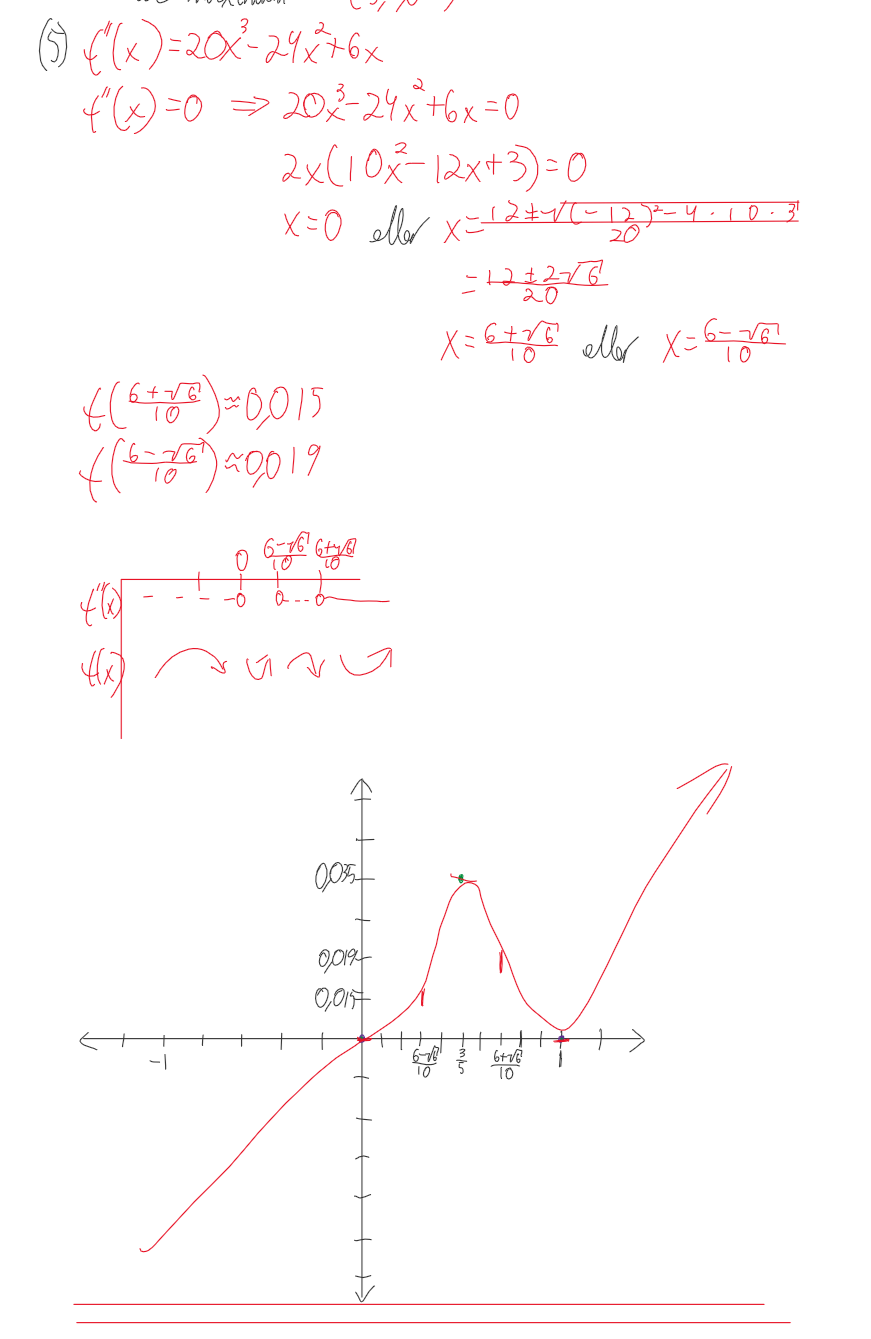 (5) f''(x)=20x³-24x²+6x
f''(x)=0 ⇒ 20x³-24x²+6x=0
2x(10x²-12x+3)=0
x=0 eller x=(12±√((-12)²-4·10·3))/20
=(12±2√6)/20
x=(6+√6)/10 eller x=(6-√6)/10
f((6+√6)/10)≈0,015
f((6-√6)/10)≈0,019
0 (6-√6)/10 (6+√6)/10
f''(x) - - - - 0 0 --- 0
f(x)
0,035
0,019
0,015
-1 (6-√6)/10 3/5 (6+√6)/10 1